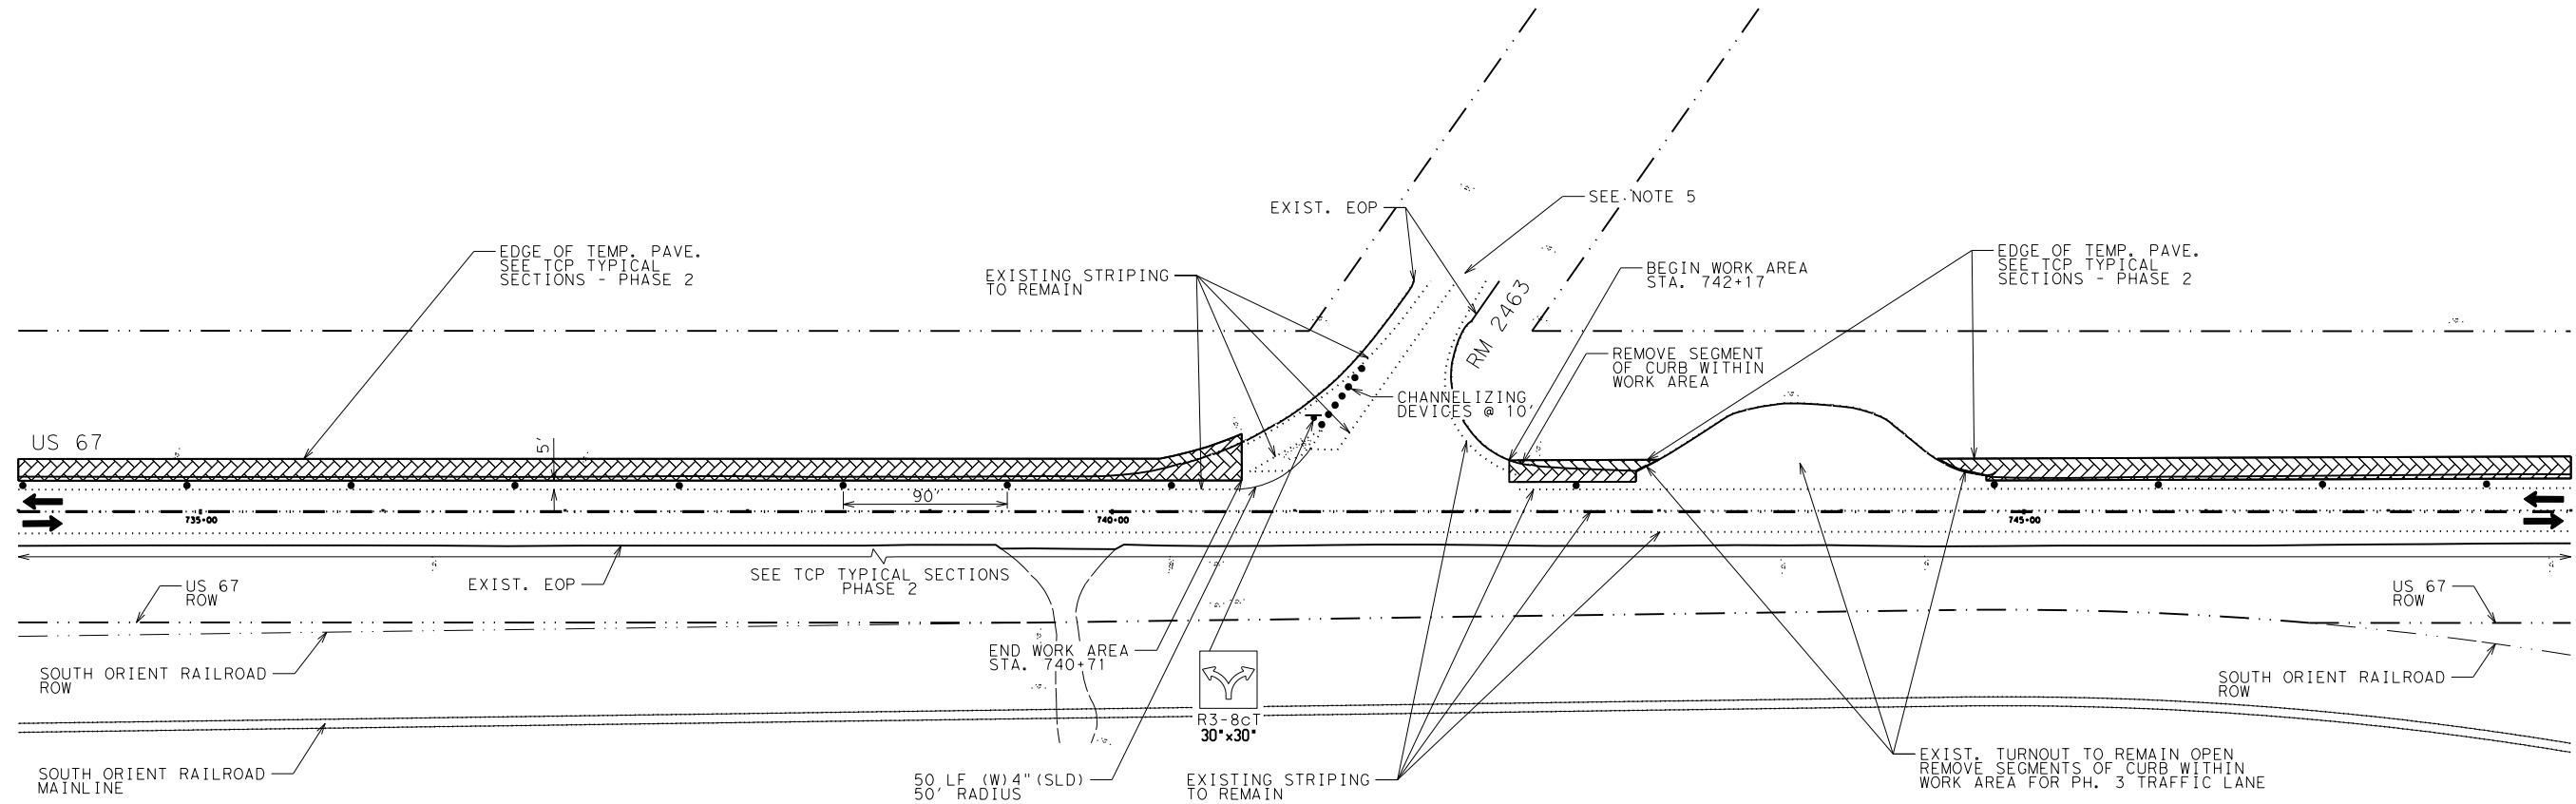 SEE NOTE 5
EXIST. EOP
EDGE OF TEMP. PAVE.
SEE TCP TYPICAL
SECTIONS - PHASE 2
EXISTING STRIPING
TO REMAIN
BEGIN WORK AREA
STA. 742+17
EDGE OF TEMP. PAVE.
SEE TCP TYPICAL
SECTIONS - PHASE 2
RM 2463
REMOVE SEGMENT
OF CURB WITHIN
WORK AREA
CHANNELIZING
DEVICES @ 10'
US 67
5'
90'
735+00
740+00
745+00
SEE TCP TYPICAL SECTIONS
PHASE 2
EXIST. EOP
US 67
ROW
US 67
ROW
END WORK AREA
STA. 740+71
SOUTH ORIENT RAILROAD
ROW
SOUTH ORIENT RAILROAD
ROW
R3-8cT
30"x30"
SOUTH ORIENT RAILROAD
MAINLINE
50 LF (W)4"(SLD)
50' RADIUS
EXISTING STRIPING
TO REMAIN
EXIST. TURNOUT TO REMAIN OPEN
REMOVE SEGMENTS OF CURB WITHIN
WORK AREA FOR PH. 3 TRAFFIC LANE